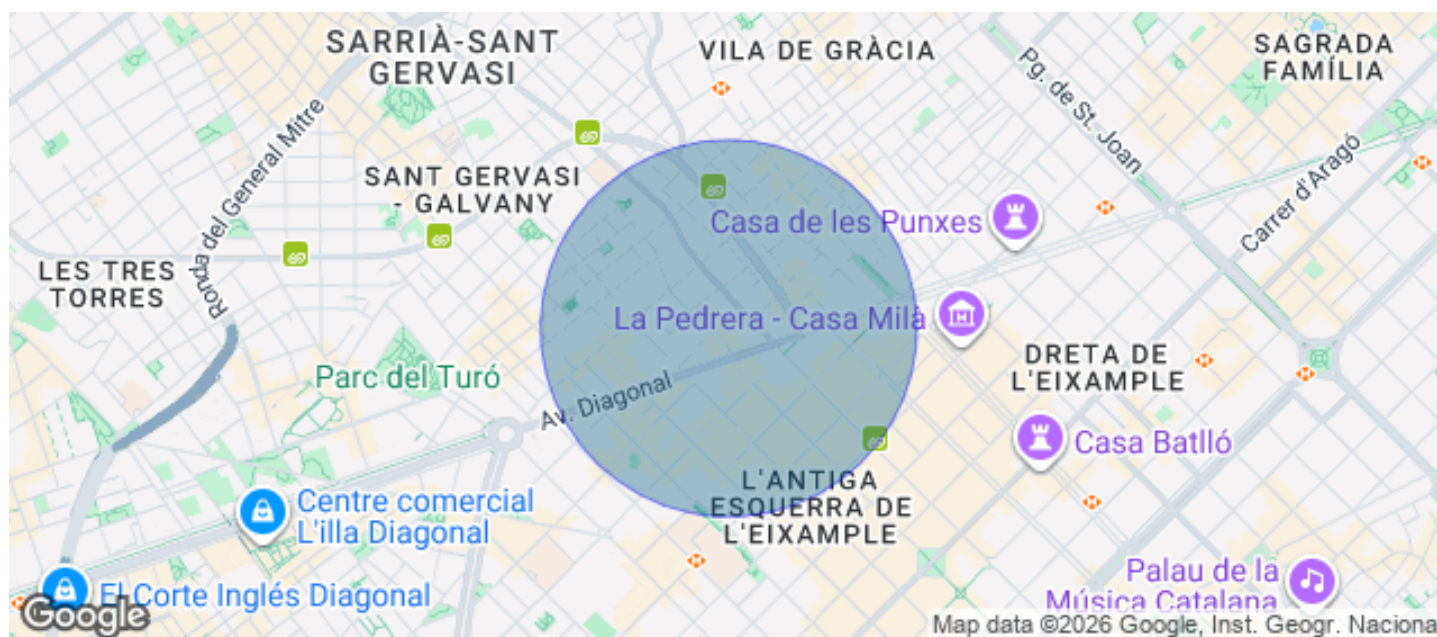 SARRIÀ-SANT
GERVASI
VILA DE GRÀCIA
SAGRADA
FAMÍLIA
Pg. de St. Joan
Ronda del General Mitre
SANT GERVASI
- GALVANY
Carrer d'Aragó
Casa de les Punxes
LES TRES
TORRES
La Pedrera - Casa Milà
DRETA DE
L'EIXAMPLE
Parc del Turó
Av. Diagonal
Casa Batlló
L'ANTIGA
ESQUERRA DE
L'EIXAMPLE
Centre comercial
L'illa Diagonal
Palau de la
Música Catalana
El Corte Inglés Diagonal
Google
Map data ©2026 Google, Inst. Geogr. Naciona